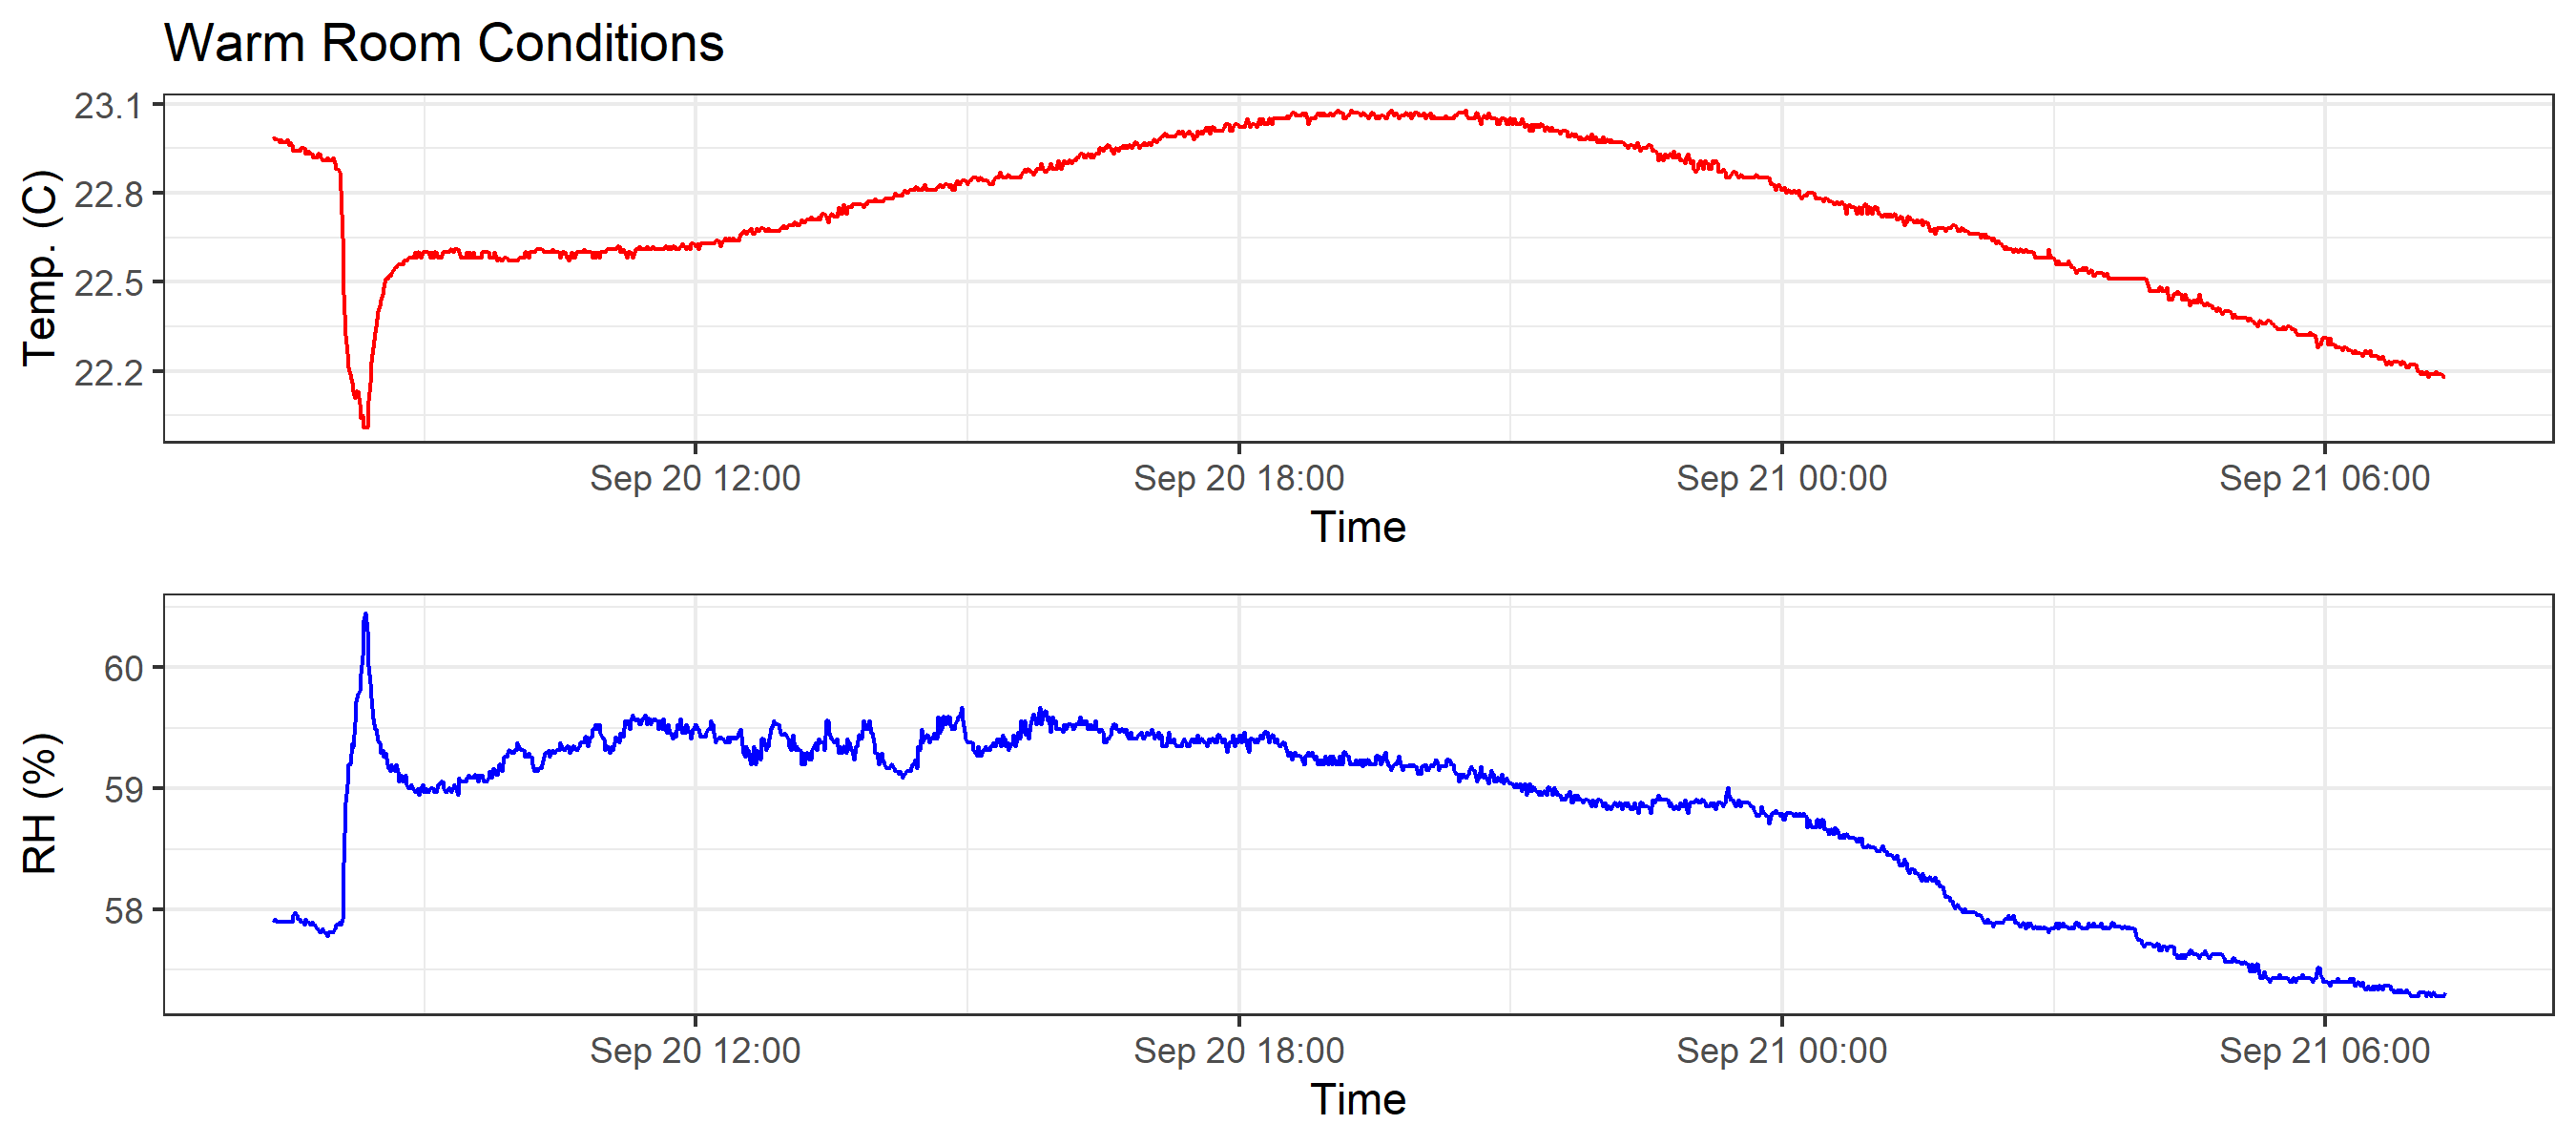 Warm Room Conditions
23.1
22.8
22.5
22.2
Temp. (C)
Sep 20 12:00 Sep 20 18:00 Sep 21 00:00 Sep 21 06:00
Time
60
59
58
RH (%)
Sep 20 12:00 Sep 20 18:00 Sep 21 00:00 Sep 21 06:00
Time